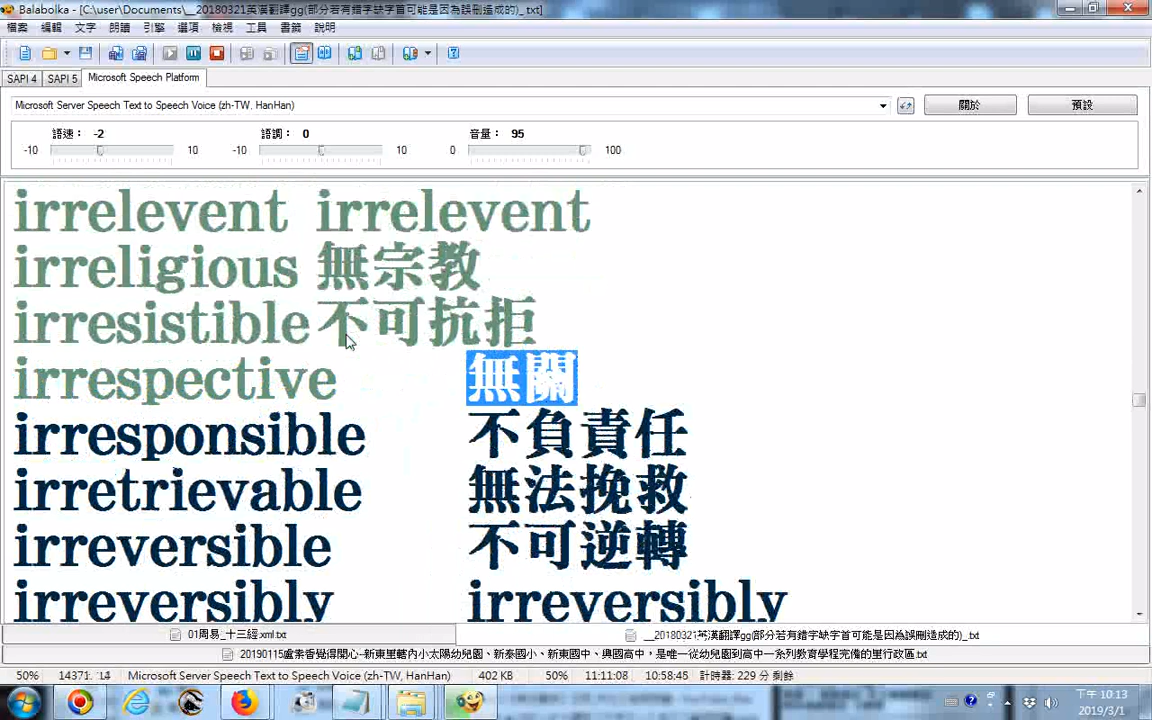 Balabolka - [C:\user\Documents\__20180321英漢翻譯gg(部分若有錯字缺字首可能是因為誤刪造成的)_.txt]
檔案 編輯 文字 朗讀 引擎 選項 檢視 工具 書籤 說明
SAPI 4 SAPI 5 Microsoft Speech Platform
Microsoft Server Speech Text to Speech Voice (zh-TW, HanHan) 關於 預設
語速： -2 語調： 0 音量： 95
-10 10 -10 10 0 100
irrelevent irrelevent
irreligious 無宗教
irresistible 不可抗拒
irrespective 無關
irresponsible 不負責任
irretrievable 無法挽救
irreversible 不可逆轉
irreversibly irreversibly
01周易_十三經.xml.txt __20180321英漢翻譯gg(部分若有錯字缺字首可能是因為誤刪造成的)_.txt
20190115盧素香覺得開心-新東里轄內小太陽幼兒園、新泰國小、新東國中、興國高中，是唯一從幼兒園到高中一系列教育學程完備的里行政區.txt
50% 14371: 14 Microsoft Server Speech Text to Speech Voice (zh-TW, HanHan) 402 KB 50% 11:11:08 10:58:45 計時器: 229 分 剩餘
下午 10:13
2019/3/1